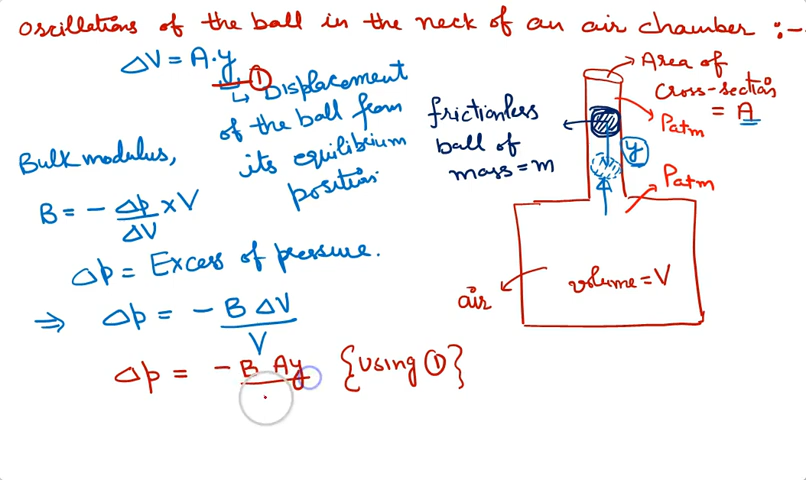 Oscillations of the ball in the neck of an air chamber :-
ΔV = A.y ①
↳ Displacement
of the ball from
its equilibrium
position.
Bulk modulus,
B = - Δp/ΔV × V
Δp = Excess of pressure.
⇒ Δp = - B ΔV / V
Δp = - B Ay {using ①}
Area of
cross-section
= A
Patm
frictionless
ball of
mass = m
y
Patm
air
volume = V